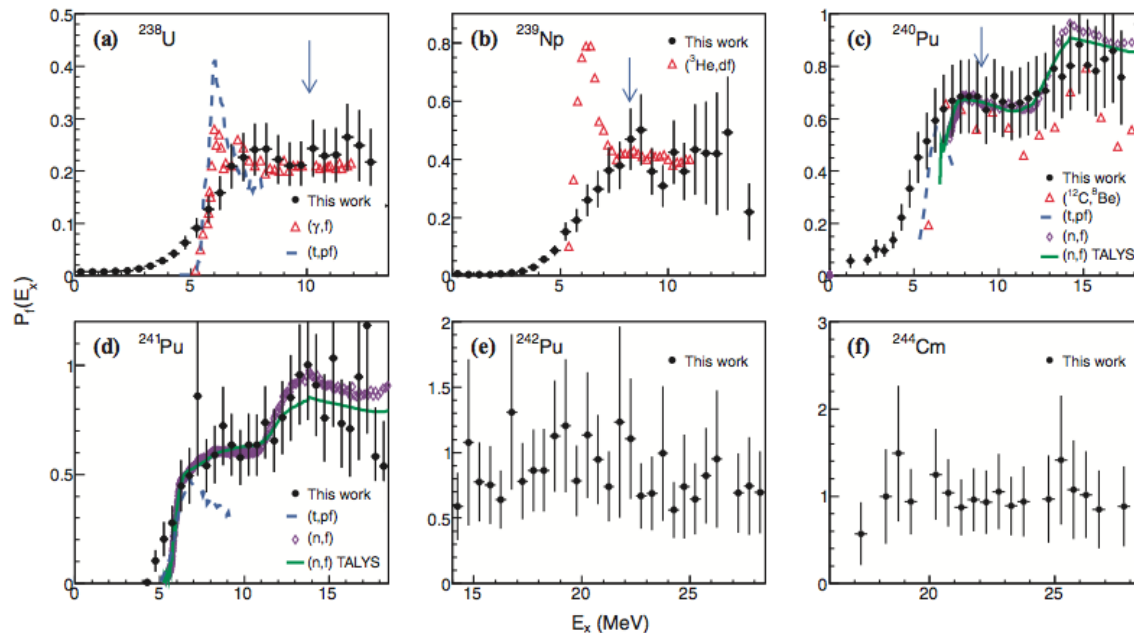 P_f(E_x)
(a) ²³⁸U
0.5
0.4
0.3
0.2
0.1
0
0 5 10
This work
(γ,f)
(t,pf)
(b) ²³⁹Np
0.8
0.6
0.4
0.2
0
0 5 10
This work
(³He,df)
(c) ²⁴⁰Pu
1
0.8
0.6
0.4
0.2
0
0 5 10 15
This work
(¹²C,⁸Be)
(t,pf)
(n,f)
(n,f) TALYS
(d) ²⁴¹Pu
1
0.5
0
0 5 10 15
This work
(t,pf)
(n,f)
(n,f) TALYS
(e) ²⁴²Pu
2
1.5
1
0.5
0
15 20 25
This work
(f) ²⁴⁴Cm
3
2
1
0
20 25
This work
E_x (MeV)